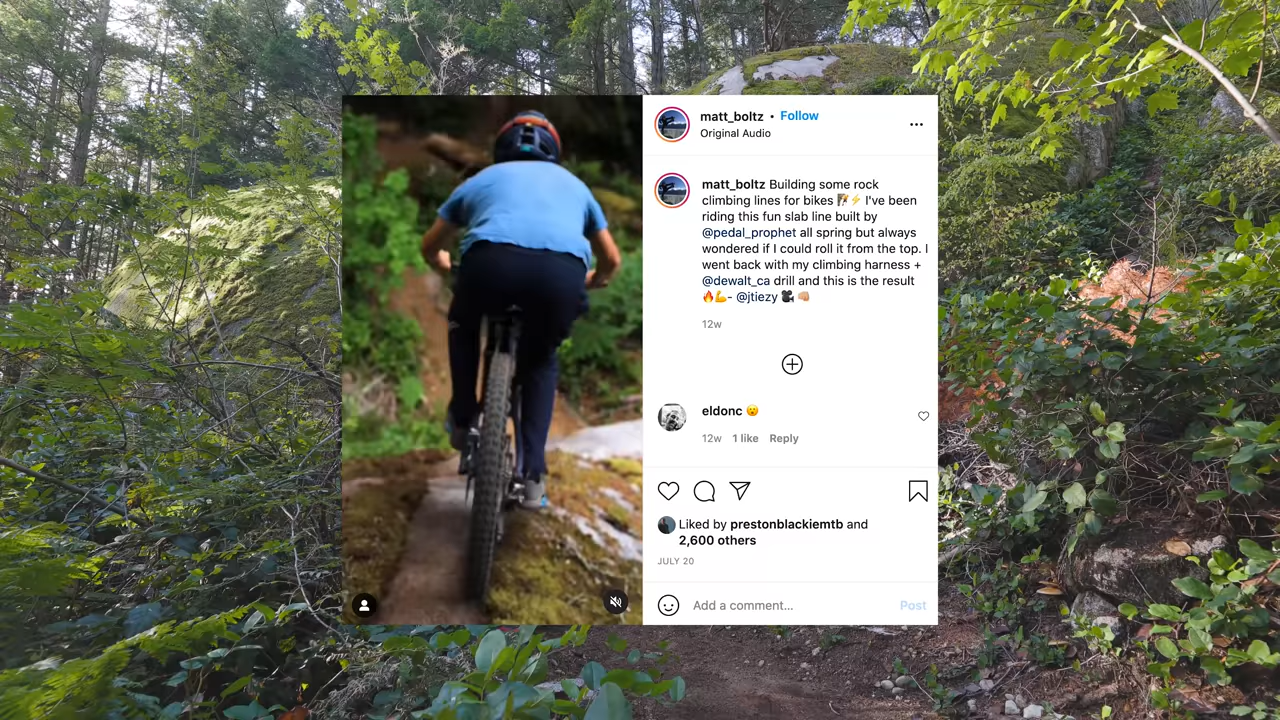 matt_boltz • Follow
Original Audio
matt_boltz Building some rock
climbing lines for bikes 🧗⚡ I've been
riding this fun slab line built by
@pedal_prophet all spring but always
wondered if I could roll it from the top. I
went back with my climbing harness +
@dewalt_ca drill and this is the result
🔥💪- @jtiezy 🎥 👊🏼
12w
eldonc 😮
12w 1 like Reply
Liked by prestonblackiemtb and
2,600 others
JULY 20
Add a comment... Post